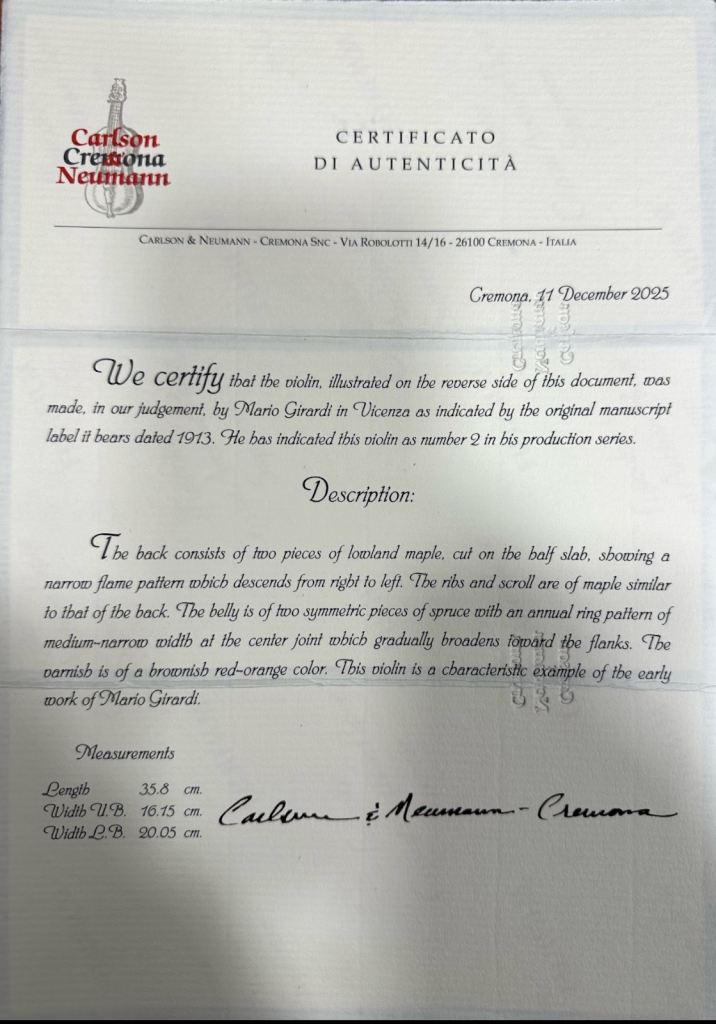 Carlson
Cremona
Neumann
CERTIFICATO
DI AUTENTICITÀ
Carlson & Neumann - Cremona Snc - Via Robolotti 14/16 - 26100 Cremona - Italia
Cremona, 11 December 2025
We certify that the violin, illustrated on the reverse side of this document, was
made, in our judgement, by Mario Girardi in Vicenza as indicated by the original manuscript
label it bears dated 1913. He has indicated this violin as number 2 in his production series.
Description:
The back consists of two pieces of lowland maple, cut on the half slab, showing a
narrow flame pattern which descends from right to left. The ribs and scroll are of maple similar
to that of the back. The belly is of two symmetric pieces of spruce with an annual ring pattern of
medium-narrow width at the center joint which gradually broadens toward the flanks. The
varnish is of a brownish red-orange color. This violin is a characteristic example of the early
work of Mario Girardi.
Measurements
Length 35.8 cm.
Width U.B. 16.15 cm.
Width L.B. 20.05 cm.
Carlson & Neumann - Cremona